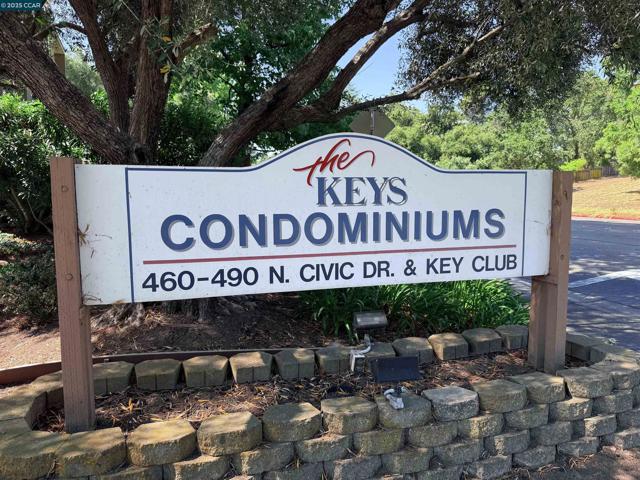 © 2025 CCAR
the
KEYS
CONDOMINIUMS
460-490 N. CIVIC DR. & KEY CLUB